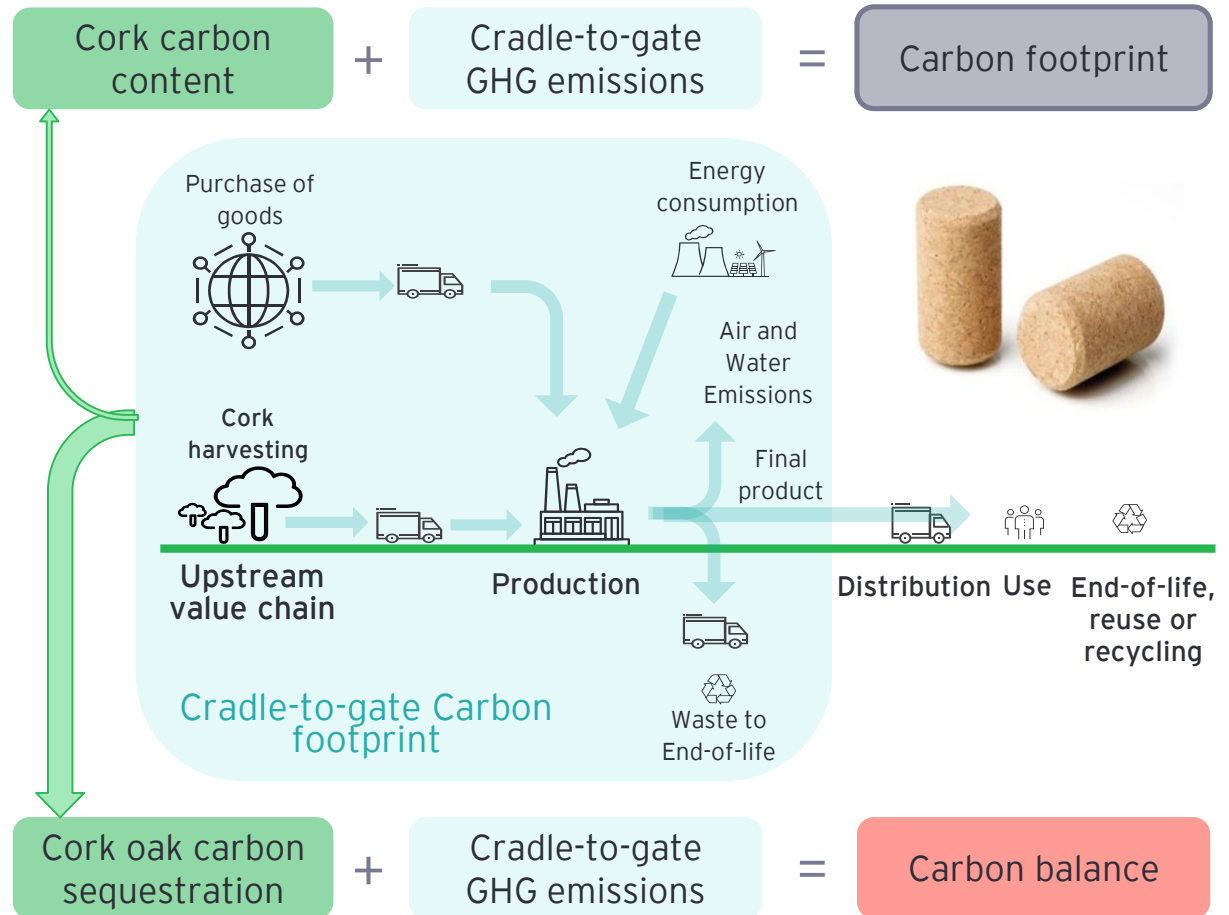 Cork carbon
content
+
Cradle-to-gate
GHG emissions
=
Carbon footprint
Purchase of
goods
Energy
consumption
Air and
Water
Emissions
Cork
harvesting
Final
product
Upstream
value chain
Production
Distribution
Use
End-of-life,
reuse or
recycling
Cradle-to-gate Carbon
footprint
Waste to
End-of-life
Cork oak carbon
sequestration
+
Cradle-to-gate
GHG emissions
=
Carbon balance